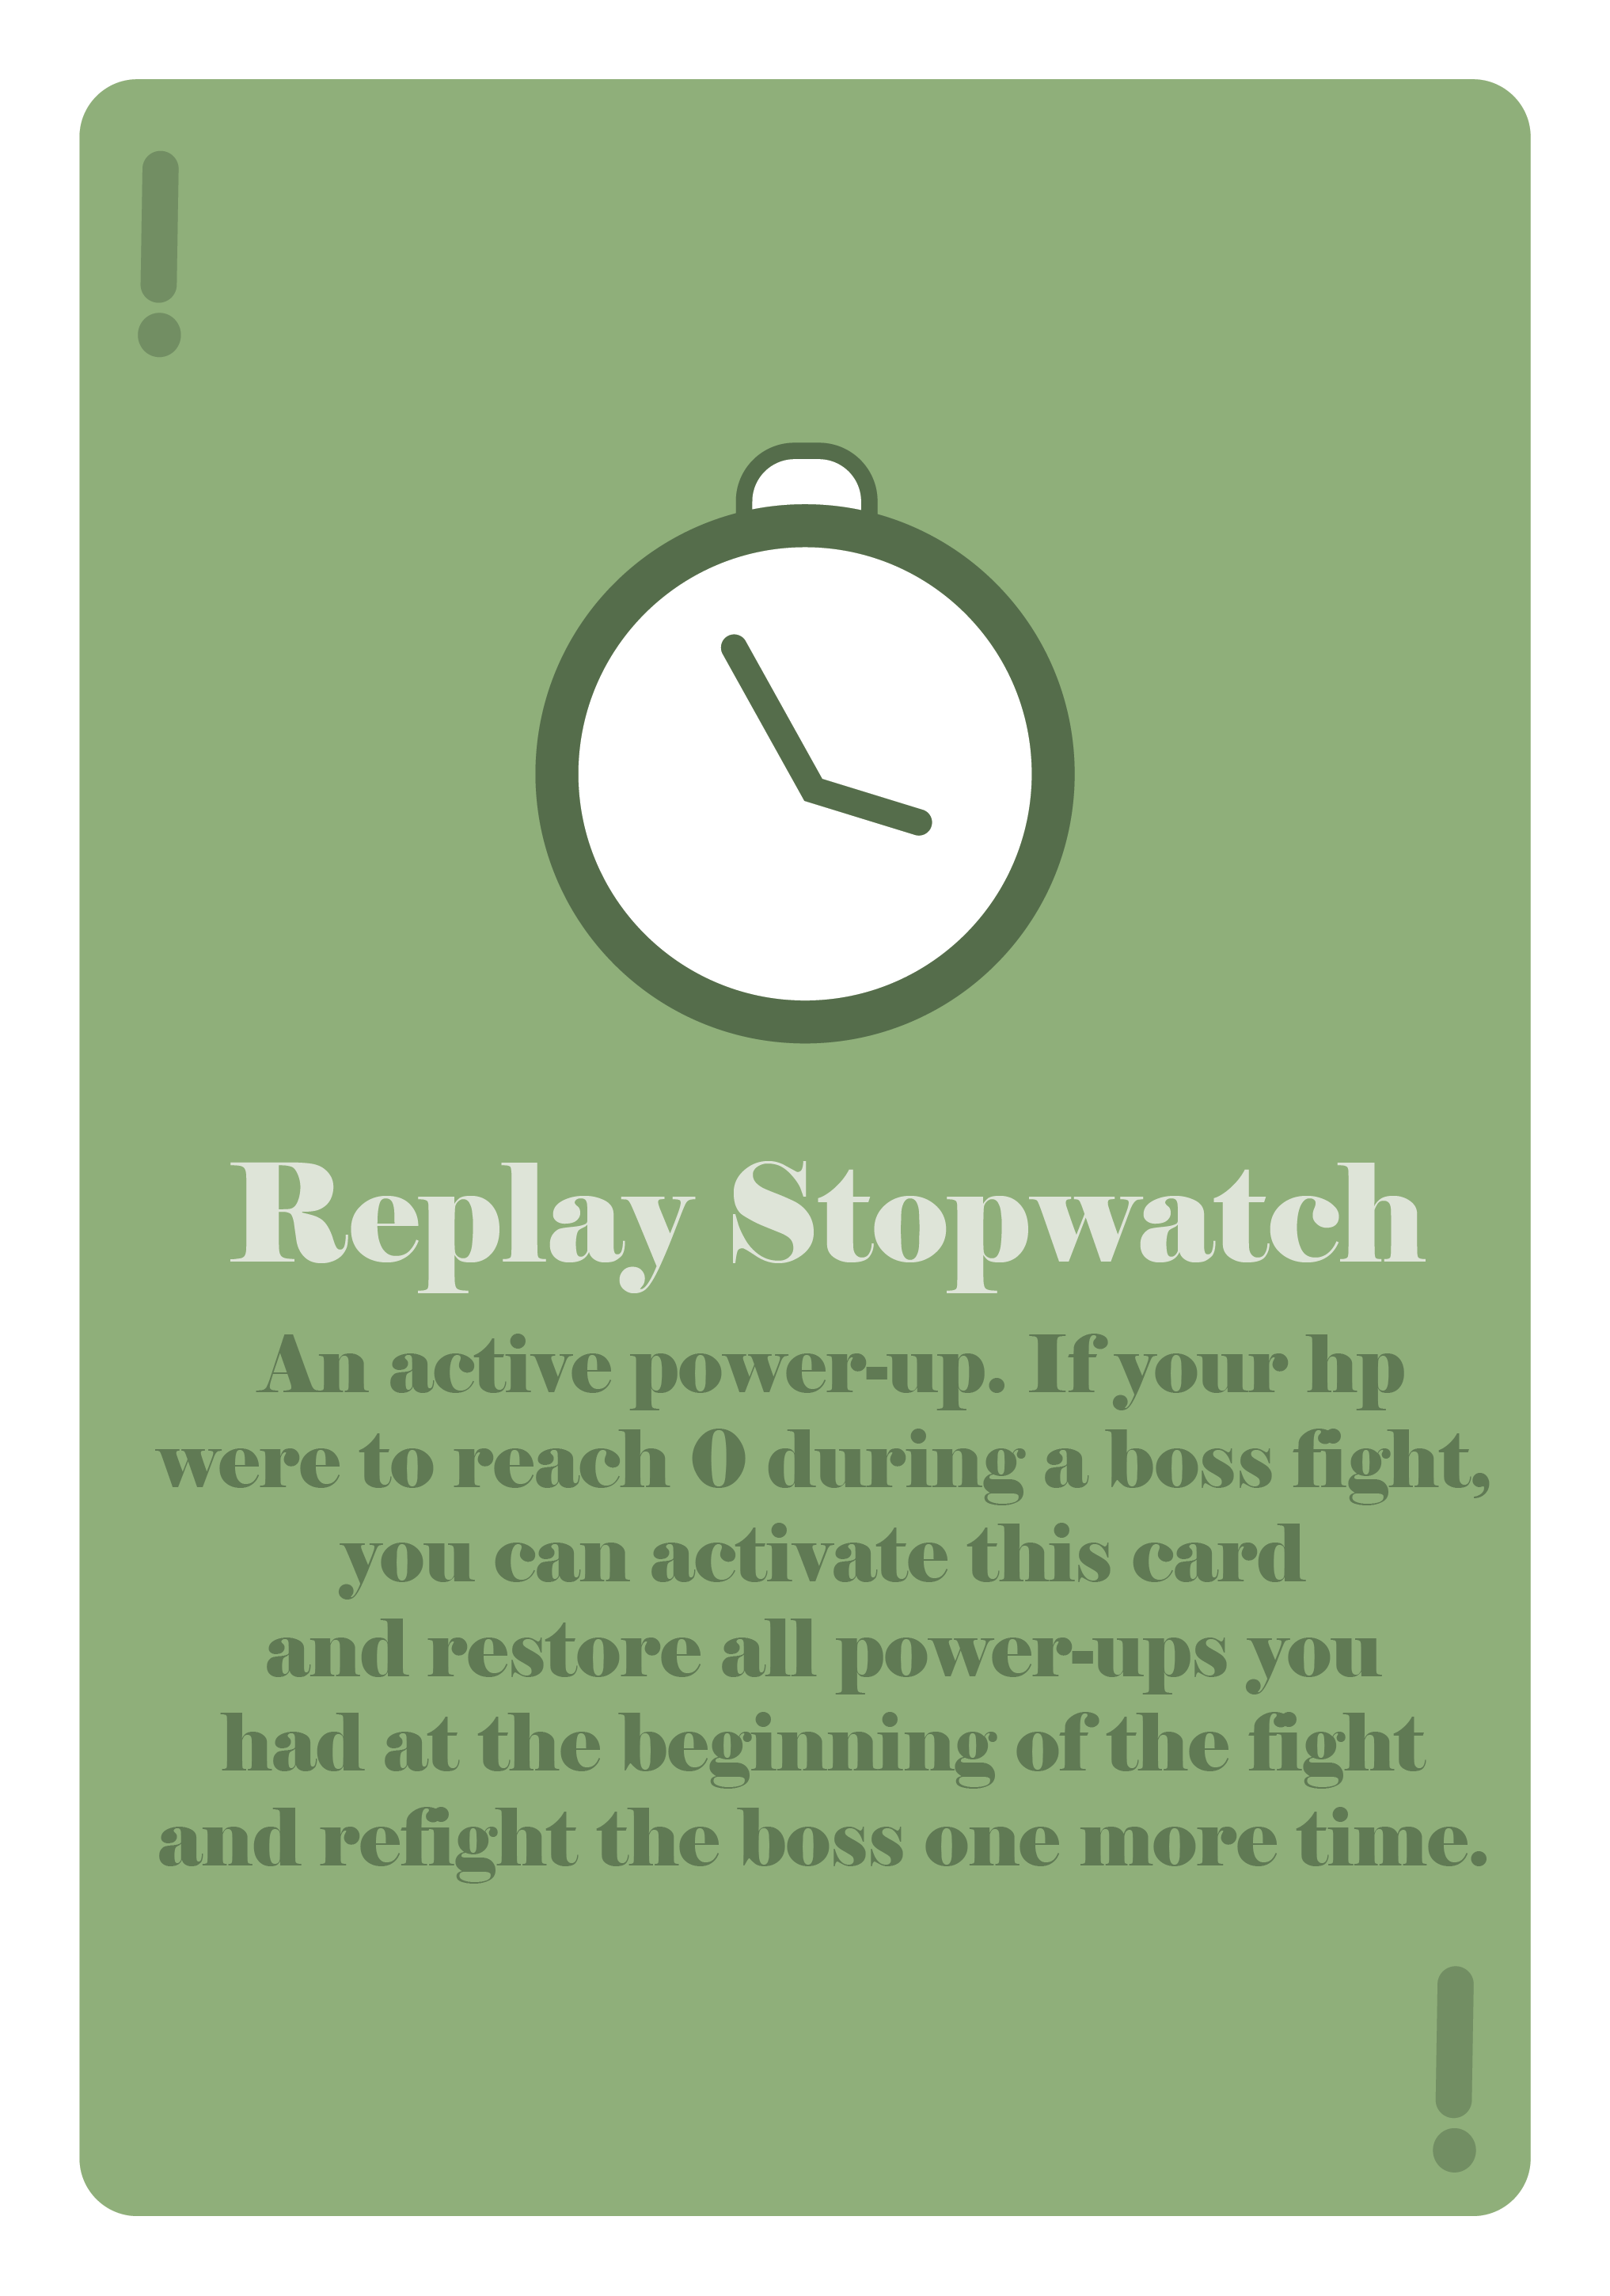 !
Replay Stopwatch
An active power-up. If your hp
were to reach 0 during a boss fight,
you can activate this card
and restore all power-ups you
had at the beginning of the fight
and refight the boss one more time.
!